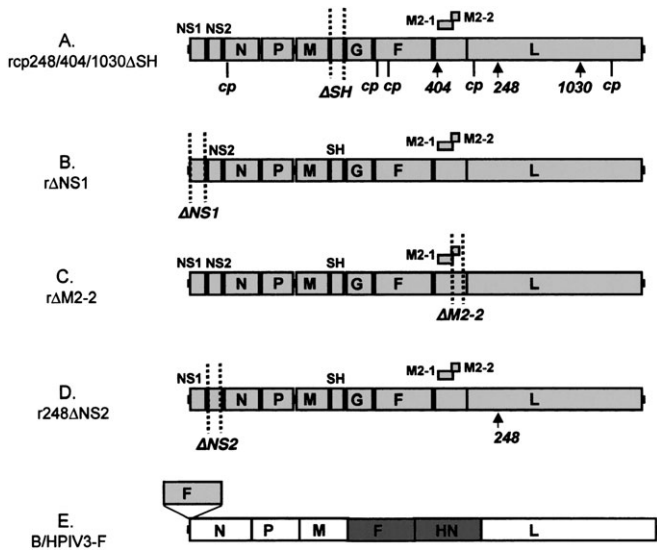 M2-1 M2-2
NS1 NS2
A. N P M G F L
rcp248/404/1030ΔSH
cp ΔSH cp cp 404 cp 248 1030 cp
M2-1 M2-2
B. NS2 SH
rΔNS1 N P M G F L
ΔNS1
M2-1 M2-2
C. NS1 NS2 SH
rΔM2-2 N P M G F L
ΔM2-2
M2-1 M2-2
D. NS1 SH
r248ΔNS2 N P M G F L
ΔNS2 248
F
E. N P M F HN L
B/HPIV3-F